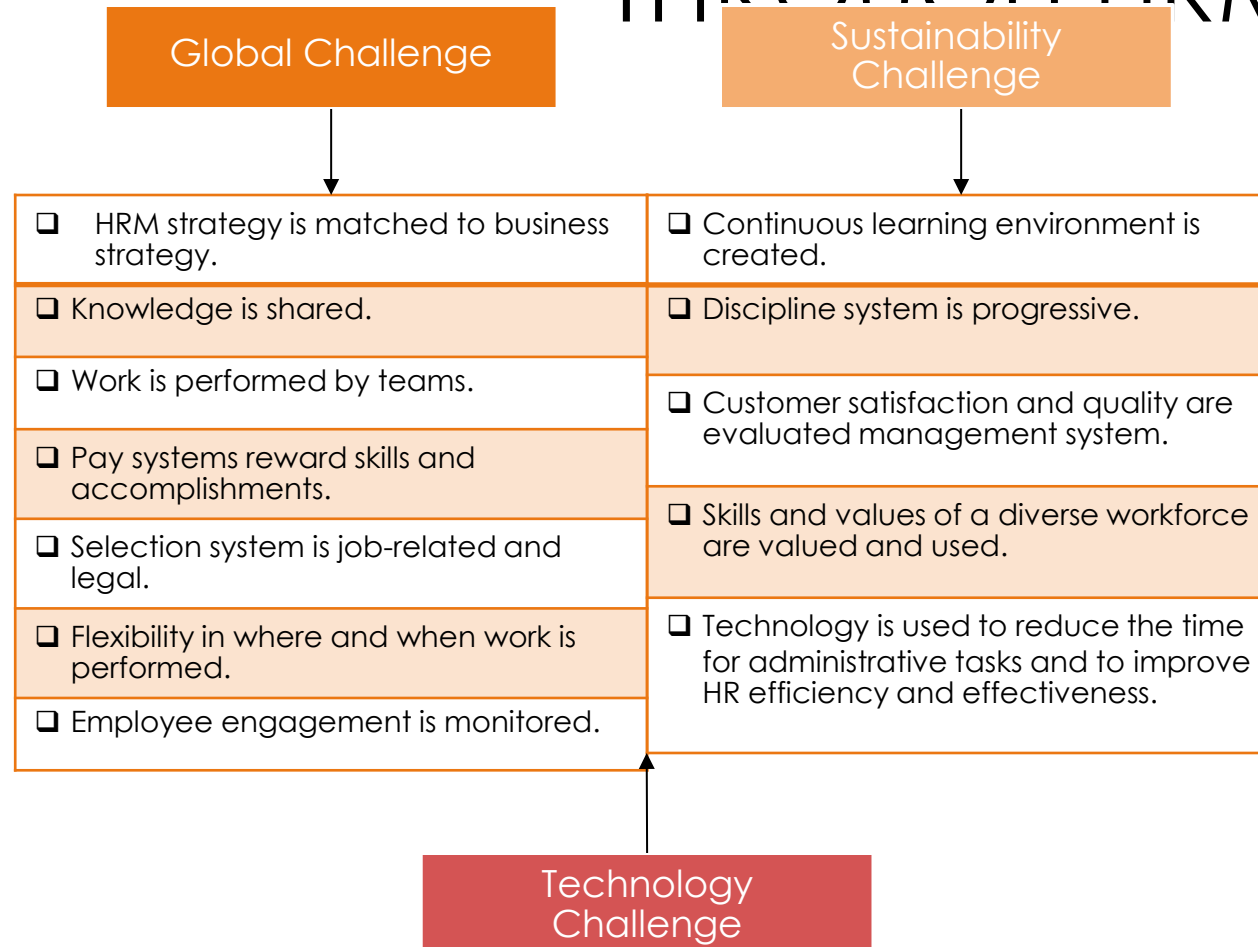 Global Challenge
Sustainability
Challenge
❑ HRM strategy is matched to business
strategy.
❑ Knowledge is shared.
❑ Work is performed by teams.
❑ Pay systems reward skills and
accomplishments.
❑ Selection system is job-related and
legal.
❑ Flexibility in where and when work is
performed.
❑ Employee engagement is monitored.
❑ Continuous learning environment is
created.
❑ Discipline system is progressive.
❑ Customer satisfaction and quality are
evaluated management system.
❑ Skills and values of a diverse workforce
are valued and used.
❑ Technology is used to reduce the time
for administrative tasks and to improve
HR efficiency and effectiveness.
Technology
Challenge